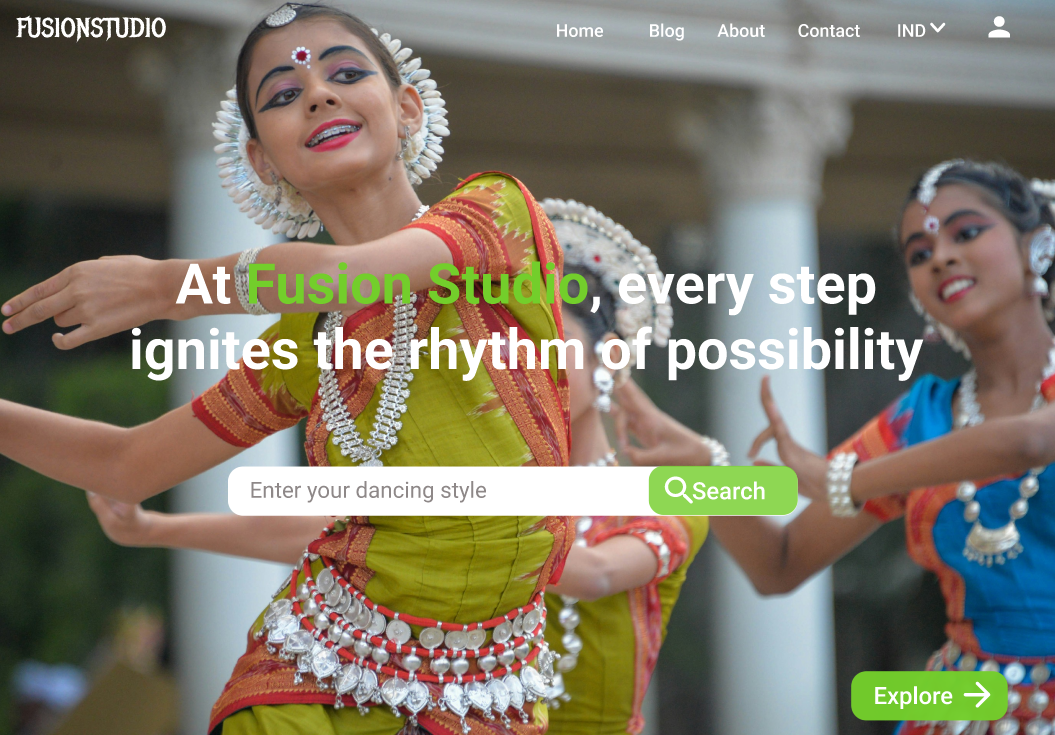 FUSIONSTUDIO
Home Blog About Contact IND
At Fusion Studio, every step
ignites the rhythm of possibility
Enter your dancing style
Search
Explore